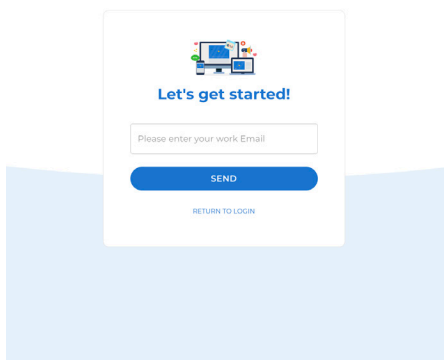 Let's get started!
Please enter your work Email
SEND
RETURN TO LOGIN